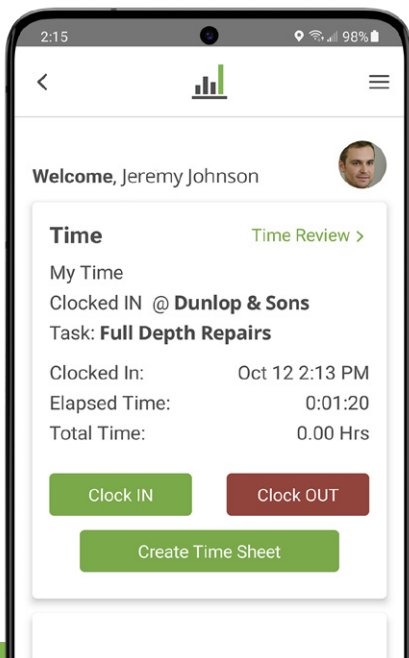 2:15 98%
Welcome, Jeremy Johnson
Time Time Review >
My Time
Clocked IN @ Dunlop & Sons
Task: Full Depth Repairs
Clocked In: Oct 12 2:13 PM
Elapsed Time: 0:01:20
Total Time: 0.00 Hrs
Clock IN Clock OUT
Create Time Sheet